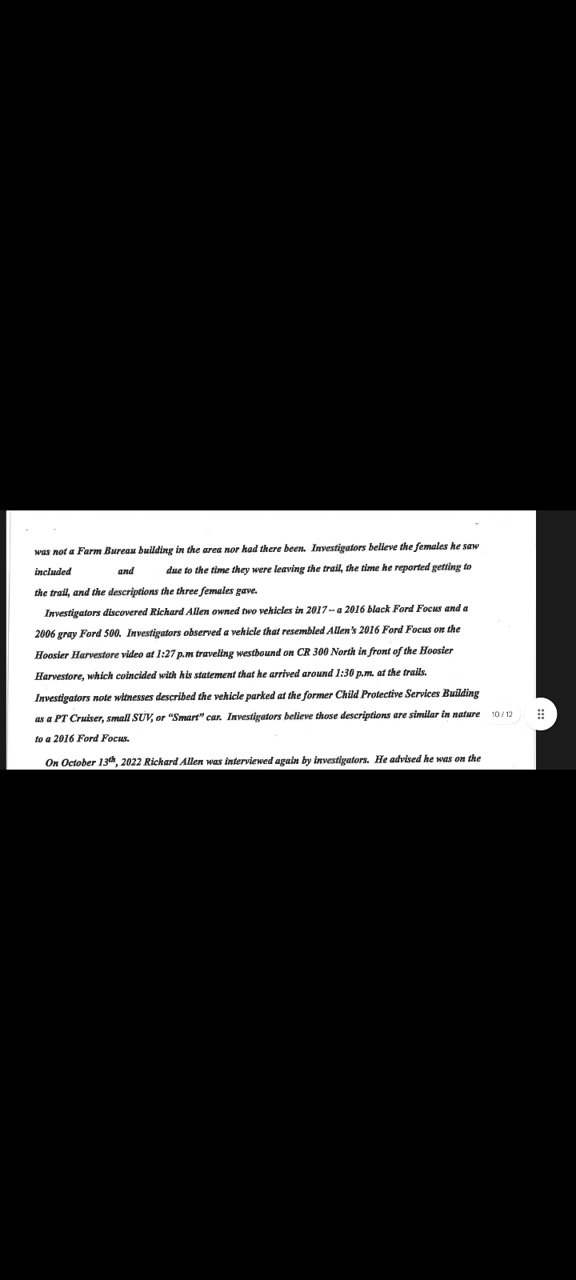 was not a Farm Bureau building in the area nor had there been.  Investigators believe the females he saw
included and due to the time they were leaving the trail, the time he reported getting to
the trail, and the descriptions the three females gave.
Investigators discovered Richard Allen owned two vehicles in 2017 -- a 2016 black Ford Focus and a
2006 gray Ford 500.  Investigators observed a vehicle that resembled Allen's 2016 Ford Focus on the
Hoosier Harvestore video at 1:27 p.m traveling westbound on CR 300 North in front of the Hoosier
Harvestore, which coincided with his statement that he arrived around 1:30 p.m. at the trails.
Investigators note witnesses described the vehicle parked at the former Child Protective Services Building
as a PT Cruiser, small SUV, or "Smart" car.  Investigators believe those descriptions are similar in nature
10 / 12
to a 2016 Ford Focus.
On October 13th, 2022 Richard Allen was interviewed again by investigators.  He advised he was on the